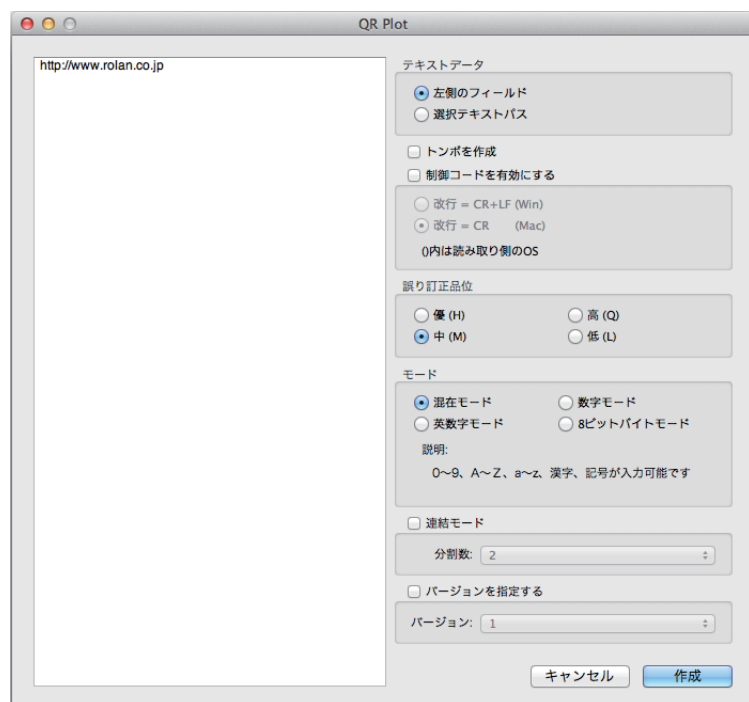 QR Plot
http://www.rolan.co.jp
テキストデータ
左側のフィールド
選択テキストパス
トンボを作成
制御コードを有効にする
改行 = CR+LF (Win)
改行 = CR (Mac)
()内は読み取り側のOS
誤り訂正品位
優 (H) 高 (Q)
中 (M) 低 (L)
モード
混在モード 数字モード
英数字モード 8ビットバイトモード
説明:
0〜9、A〜Z、a〜z、漢字、記号が入力可能です
連結モード
分割数: 2
バージョンを指定する
バージョン: 1
キャンセル 作成